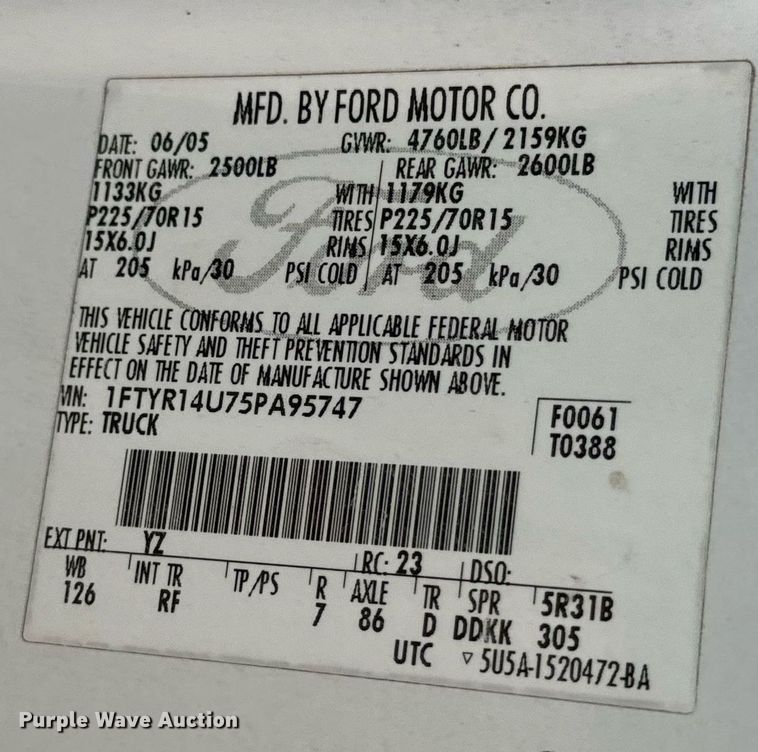 MFD. BY FORD MOTOR CO.
DATE: 06/05 GVWR: 4760LB/ 2159KG
FRONT GAWR: 2500LB REAR GAWR: 2600LB
1133KG WITH 1179KG WITH
P225/70R15 TIRES P225/70R15 TIRES
15X6.0J RIMS 15X6.0J RIMS
AT 205 kPa/30 PSI COLD AT 205 kPa/30 PSI COLD
Ford
THIS VEHICLE CONFORMS TO ALL APPLICABLE FEDERAL MOTOR
VEHICLE SAFETY AND THEFT PREVENTION STANDARDS IN
EFFECT ON THE DATE OF MANUFACTURE SHOWN ABOVE.
VIN: 1FTYR14U75PA95747 F0061
TYPE: TRUCK T0388
EXT PNT: YZ RC: 23 DSO:
WB INT TR TP/PS R AXLE TR SPR 5R31B
126 RF 7 86 D DDKK 305
UTC ▽ 5U5A-1520472-BA
Purple Wave Auction